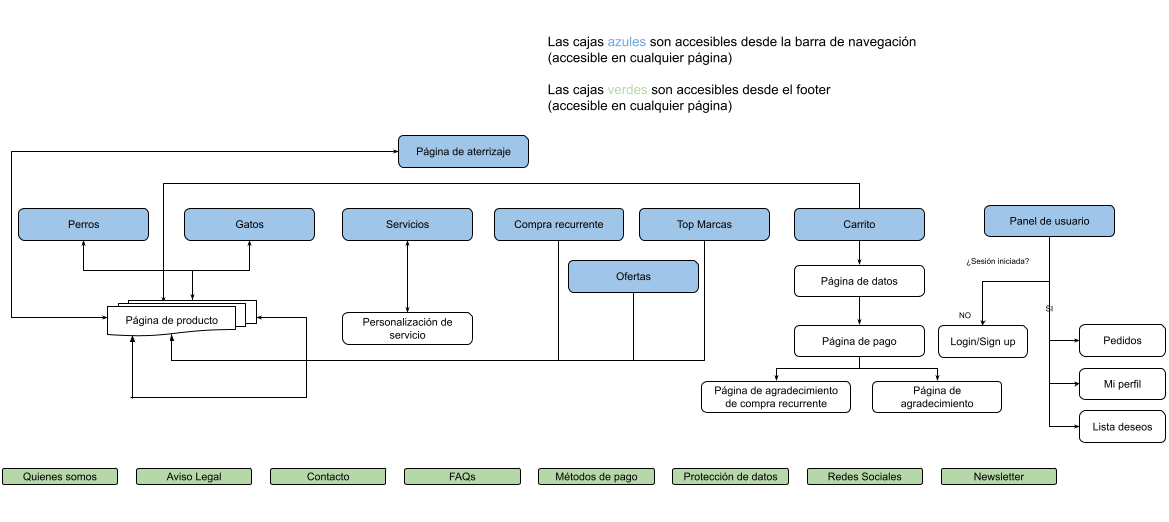 Las cajas azules son accesibles desde la barra de navegación
(accesible en cualquier página)
Las cajas verdes son accesibles desde el footer
(accesible en cualquier página)
Página de aterrizaje
Perros
Gatos
Servicios
Compra recurrente
Top Marcas
Carrito
Panel de usuario
¿Sesión iniciada?
Ofertas
Página de datos
NO
SI
Página de producto
Personalización de
servicio
Página de pago
Login/Sign up
Pedidos
Página de agradecimiento
de compra recurrente
Página de
agradecimiento
Mi perfil
Lista deseos
Quienes somos
Aviso Legal
Contacto
FAQs
Métodos de pago
Protección de datos
Redes Sociales
Newsletter